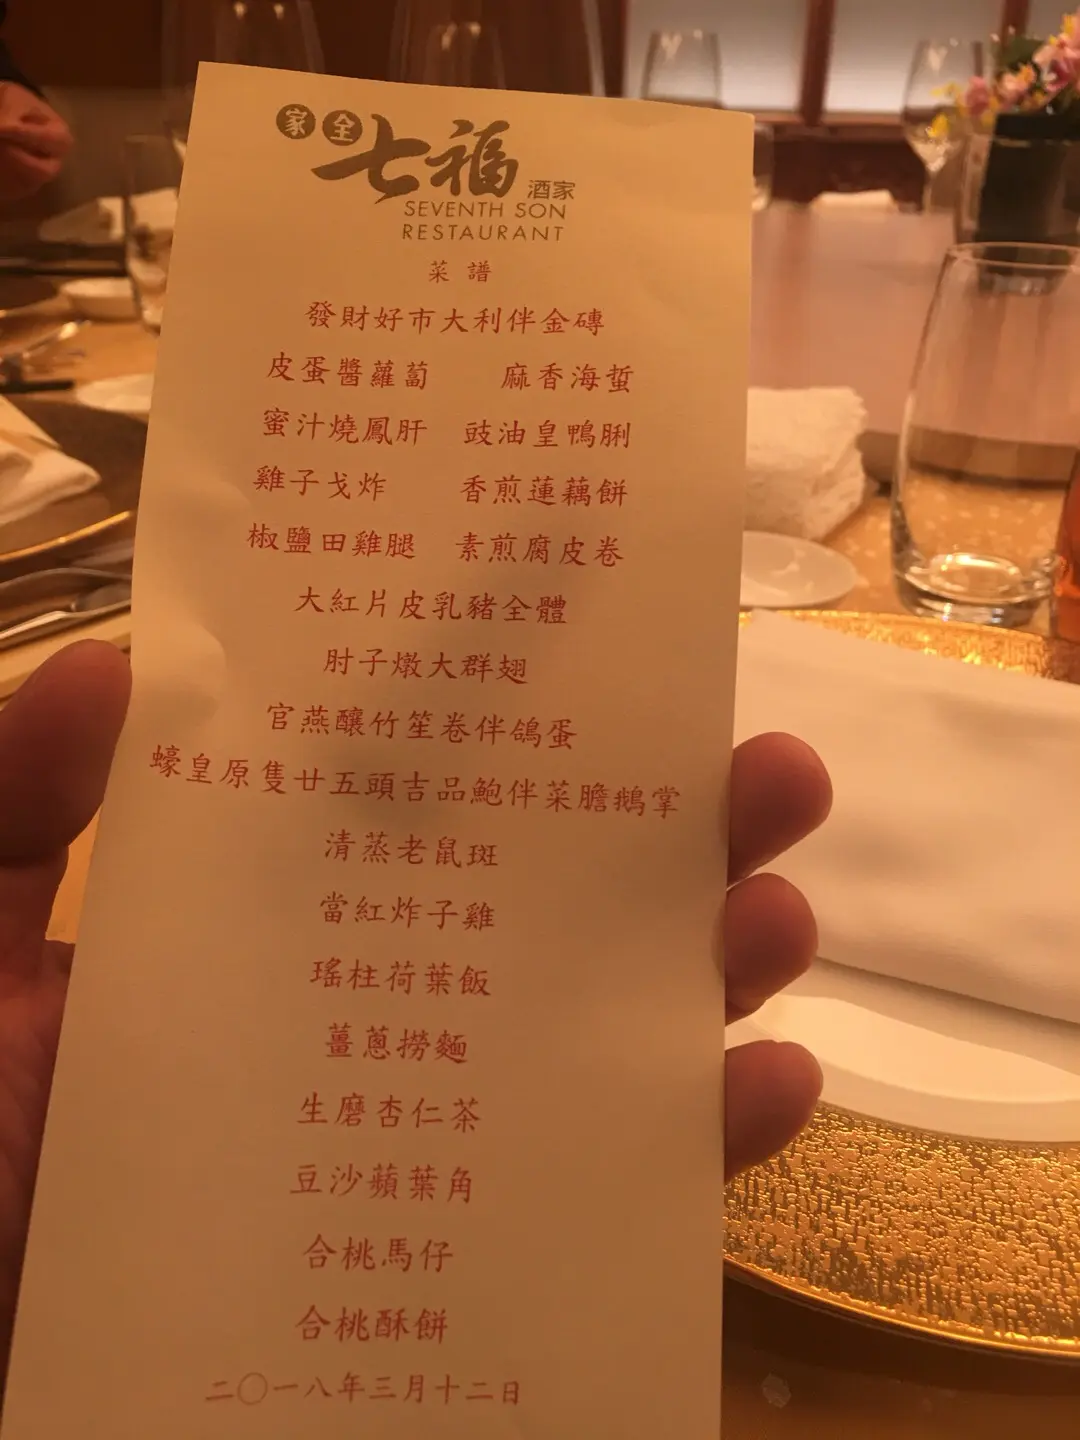 家全七福酒家
SEVENTH SON
RESTAURANT
菜譜
發財好市大利伴金磚
皮蛋醬蘿蔔 麻香海蜇
蜜汁燒鳳肝 豉油皇鴨脷
雞子戈炸 香煎蓮藕餅
椒鹽田雞腿 素煎腐皮卷
大紅片皮乳豬全體
肘子燉大群翅
官燕釀竹笙卷伴鴿蛋
蠔皇原隻廿五頭吉品鮑伴菜膽鵝掌
清蒸老鼠斑
當紅炸子雞
瑤柱荷葉飯
薑蔥撈麵
生磨杏仁茶
豆沙蘋葉角
合桃馬仔
合桃酥餅
二〇一八年三月十二日